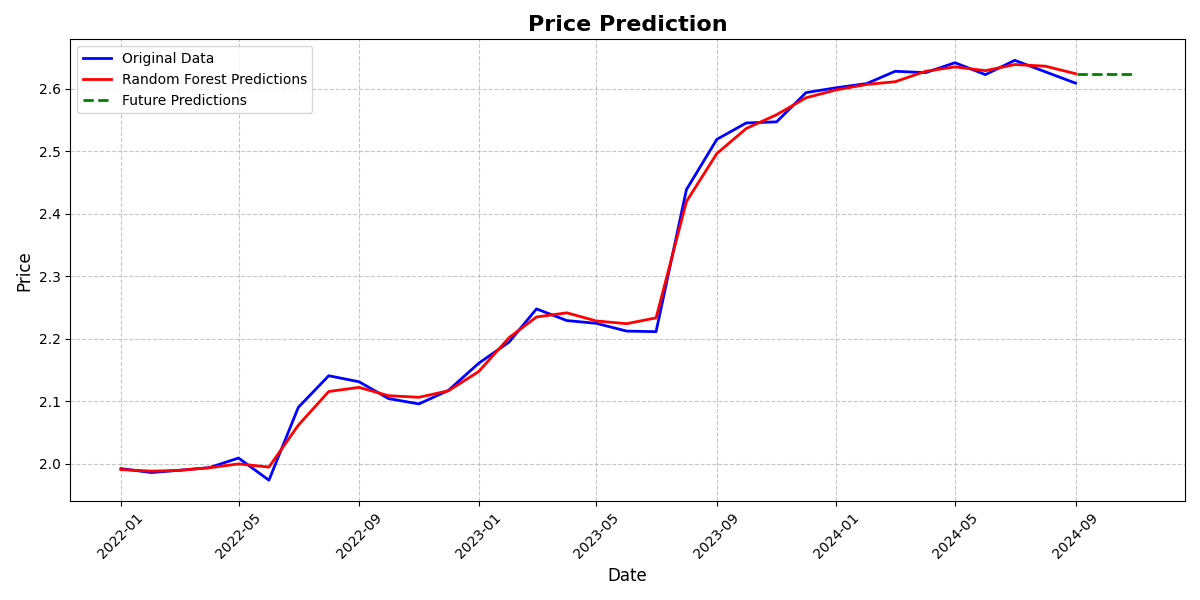 Price Prediction
Original Data
Random Forest Predictions
Future Predictions
Price
2.6
2.5
2.4
2.3
2.2
2.1
2.0
2022-01
2022-05
2022-09
2023-01
2023-05
2023-09
2024-01
2024-05
2024-09
Date